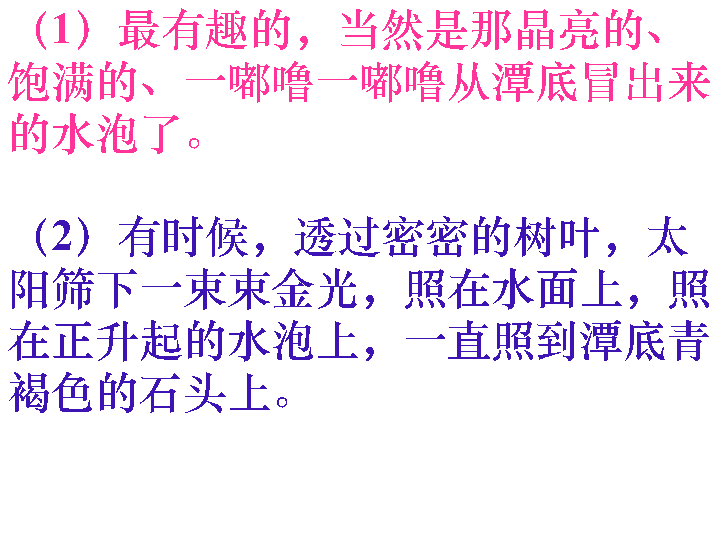 （1）最有趣的，当然是那晶亮的、
饱满的、一嘟噜一嘟噜从潭底冒出来
的水泡了。
（2）有时候，透过密密的树叶，太
阳筛下一束束金光，照在水面上，照
在正升起的水泡上，一直照到潭底青
褐色的石头上。